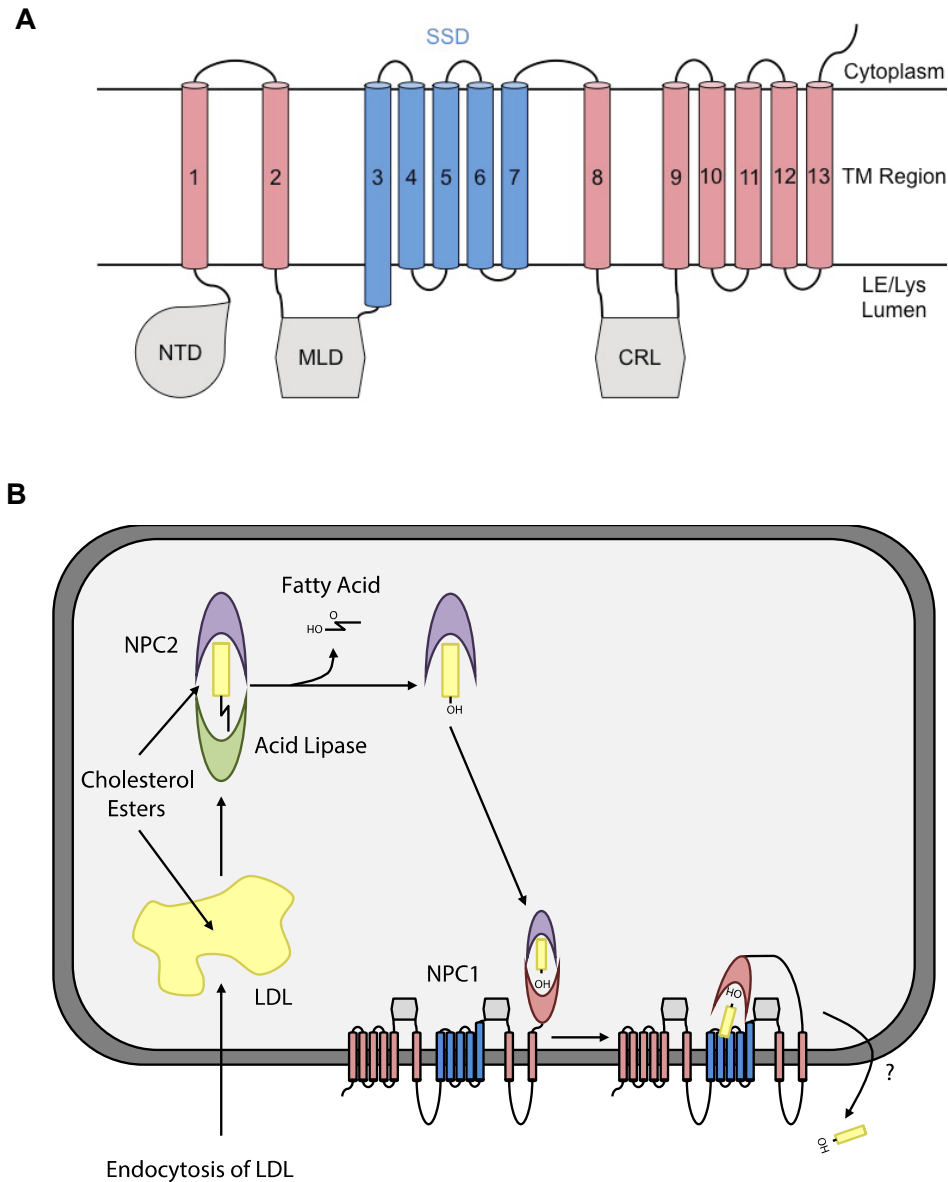 A
SSD
Cytoplasm
1 2 3 4 5 6 7 8 9 10 11 12 13
TM Region
LE/Lys
Lumen
NTD
MLD
CRL
B
Fatty Acid
O
HO
NPC2
OH
Acid Lipase
Cholesterol
Esters
NPC1
OH
HO
LDL
?
OH
Endocytosis of LDL